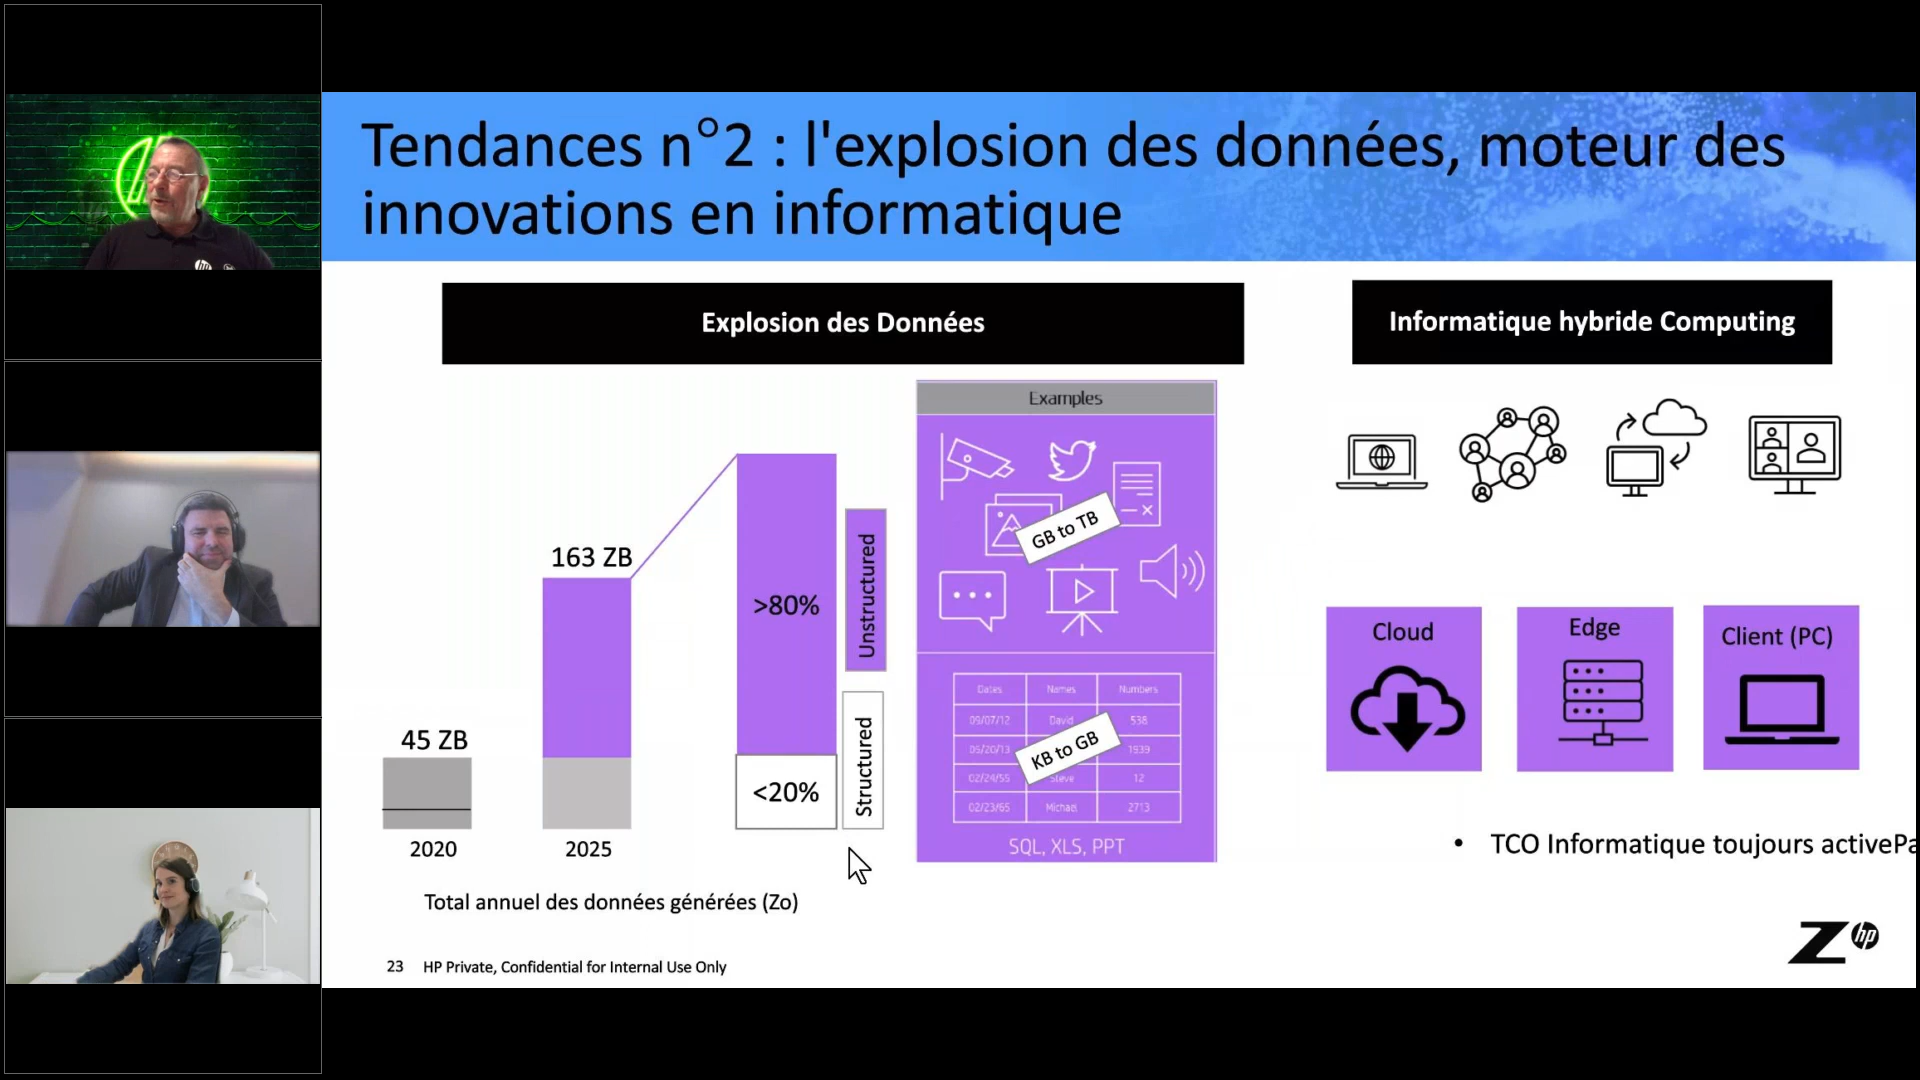 Tendances n°2 : l'explosion des données, moteur des
innovations en informatique
Explosion des Données
45 ZB
2020
163 ZB
2025
>80%
<20%
Unstructured
Structured
Total annuel des données générées (Zo)
Examples
GB to TB
Dates Names Numbers
09/07/12 David 538
05/20/13 1939
02/24/55 Steve 12
02/23/65 Michael 2713
KB to GB
SQL, XLS, PPT
Informatique hybride Computing
Cloud
Edge
Client (PC)
• TCO Informatique toujours activePa
23 HP Private, Confidential for Internal Use Only
Z hp
hp